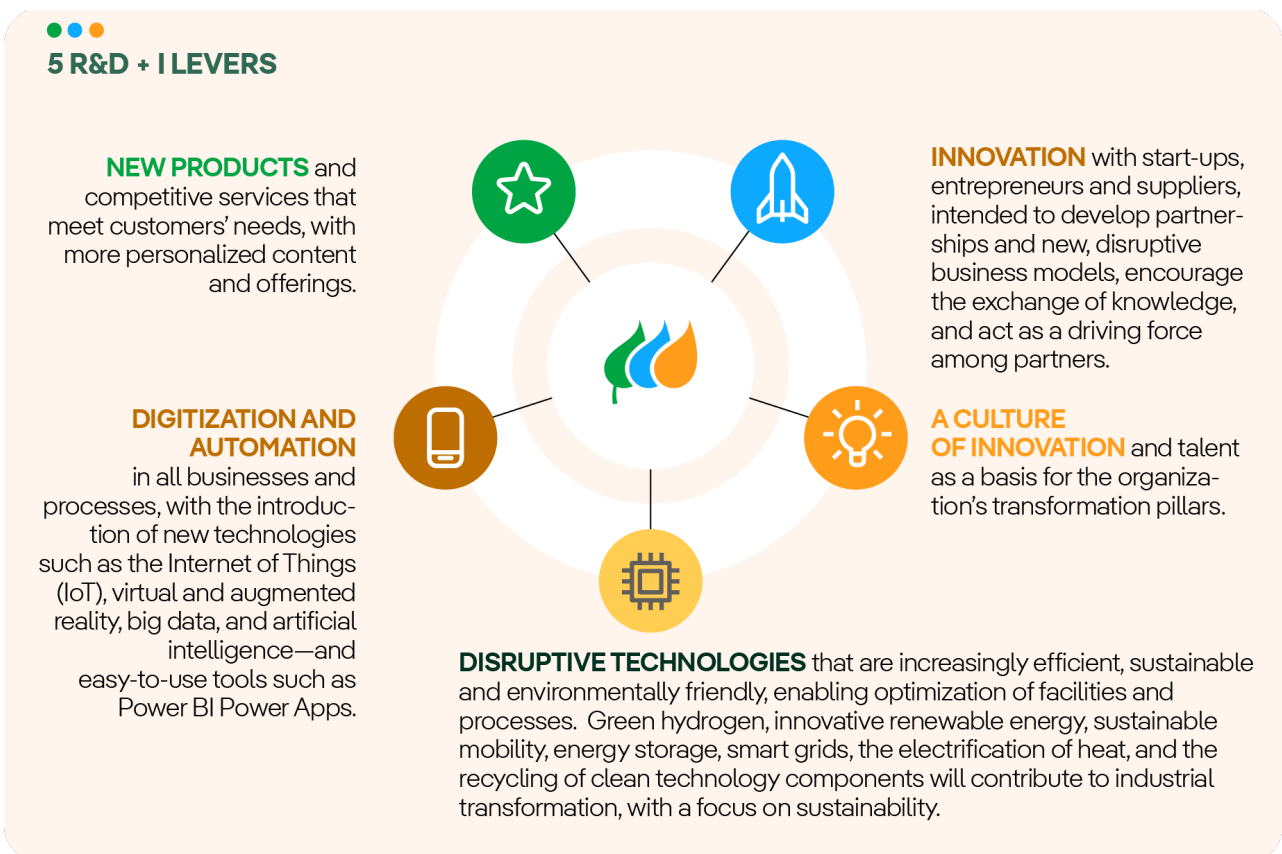 5 R&D + I LEVERS
NEW PRODUCTS and
competitive services that
meet customers’ needs, with
more personalized content
and offerings.
INNOVATION with start-ups,
entrepreneurs and suppliers,
intended to develop partner-
ships and new, disruptive
business models, encourage
the exchange of knowledge,
and act as a driving force
among partners.
DIGITIZATION AND
AUTOMATION
in all businesses and
processes, with the introduc-
tion of new technologies
such as the Internet of Things
(IoT), virtual and augmented
reality, big data, and artificial
intelligence—and
easy-to-use tools such as
Power BI Power Apps.
A CULTURE
OF INNOVATION and talent
as a basis for the organiza-
tion’s transformation pillars.
DISRUPTIVE TECHNOLOGIES that are increasingly efficient, sustainable
and environmentally friendly, enabling optimization of facilities and
processes.  Green hydrogen, innovative renewable energy, sustainable
mobility, energy storage, smart grids, the electrification of heat, and the
recycling of clean technology components will contribute to industrial
transformation, with a focus on sustainability.